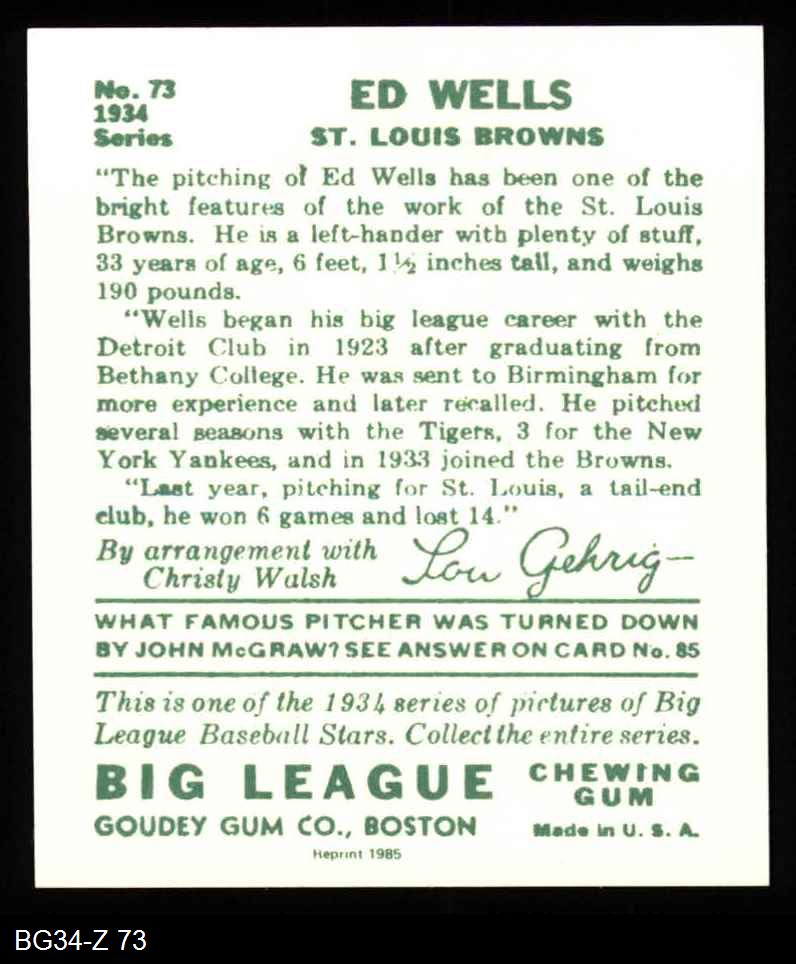 No. 73
1934
Series
ED WELLS
ST. LOUIS BROWNS
"The pitching of Ed Wells has been one of the
bright features of the work of the St. Louis
Browns. He is a left-hander with plenty of stuff,
33 years of age, 6 feet, 1½ inches tall, and weighs
190 pounds.
"Wells began his big league career with the
Detroit Club in 1923 after graduating from
Bethany College. He was sent to Birmingham for
more experience and later recalled. He pitched
several seasons with the Tigers, 3 for the New
York Yankees, and in 1933 joined the Browns.
"Last year, pitching for St. Louis, a tail-end
club, he won 6 games and lost 14."
By arrangement with
Christy Walsh
Lou Gehrig—
WHAT FAMOUS PITCHER WAS TURNED DOWN
BY JOHN McGRAW? SEE ANSWER ON CARD No. 85
This is one of the 1934 series of pictures of Big
League Baseball Stars. Collect the entire series.
BIG LEAGUE
CHEWING
GUM
GOUDEY GUM CO., BOSTON
Made in U. S. A.
Reprint 1985
BG34-Z 73